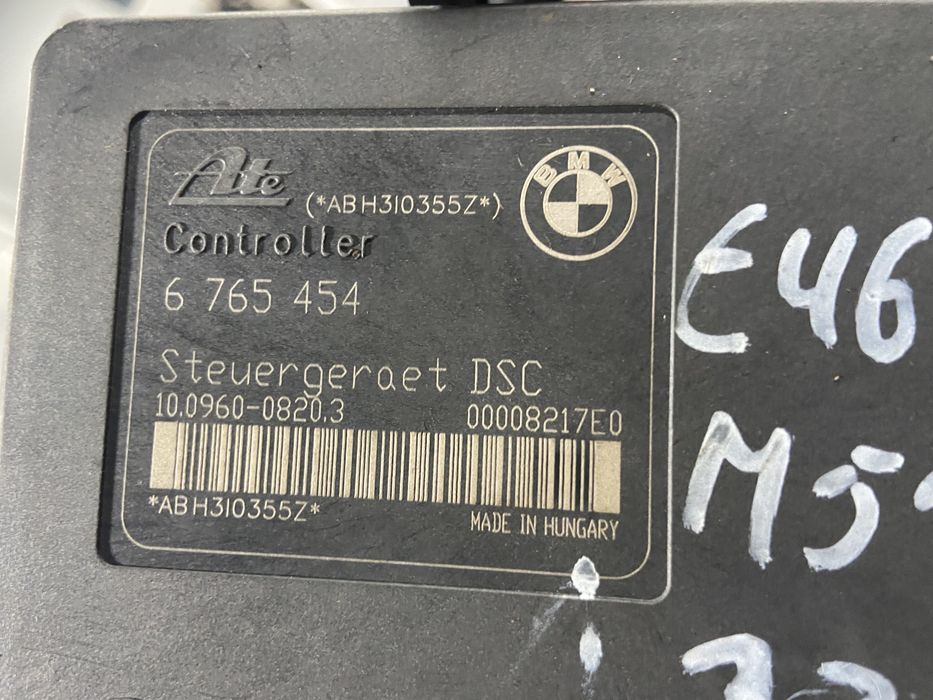 Ate
(*ABH310355Z*)
BMW
Controller
6 765 454
Steuergeraet DSC
10.0960-0820.3
00008217E0
*ABH310355Z*
MADE IN HUNGARY
E46